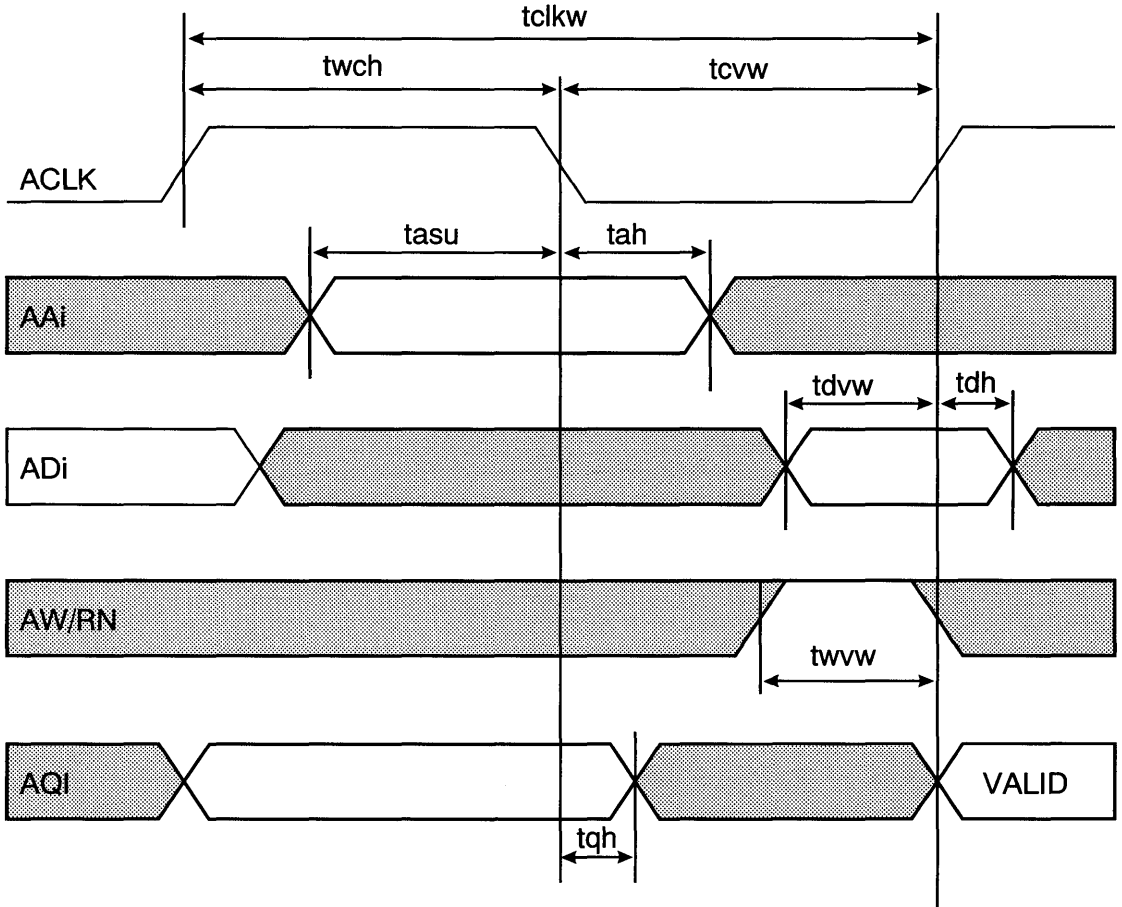 tclkw
twch
tcvw
ACLK
tasu
tah
AAi
tdvw
tdh
ADi
AW/RN
twvw
AQI
VALID
tqh